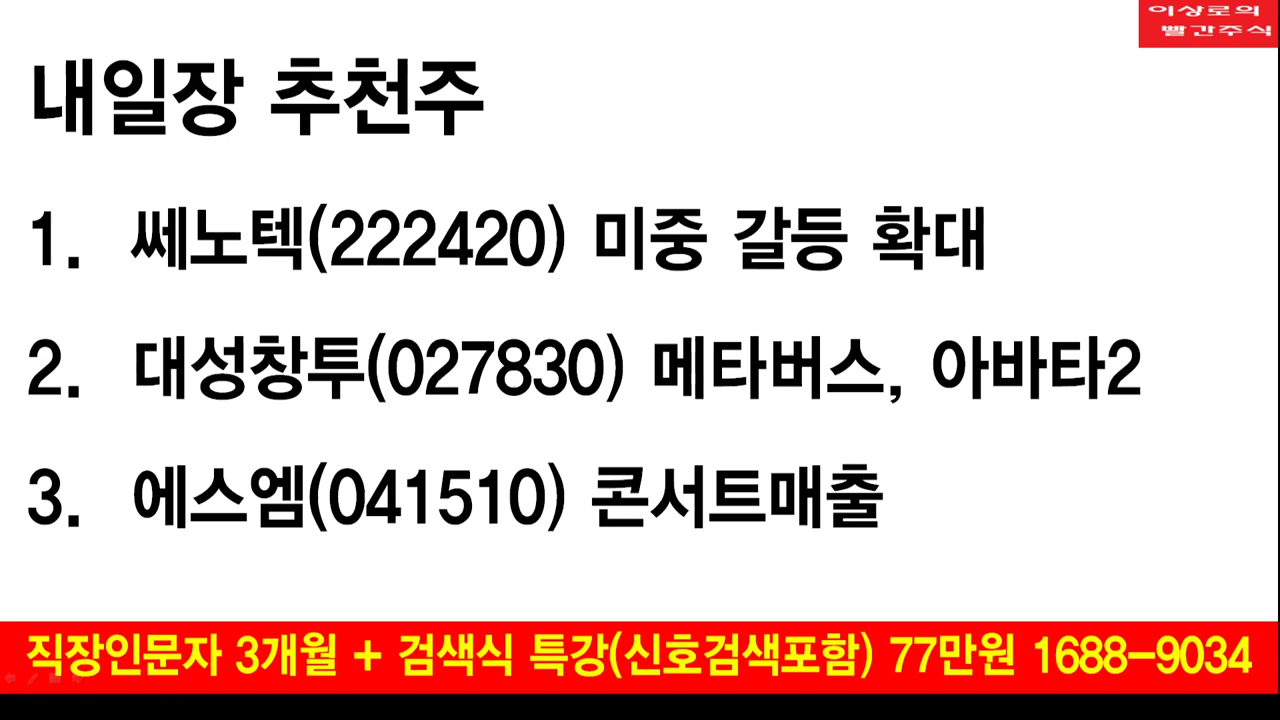 이상로의
빨간주식
내일장 추천주
1. 쎄노텍(222420) 미중 갈등 확대
2. 대성창투(027830) 메타버스, 아바타2
3. 에스엠(041510) 콘서트매출
직장인문자 3개월 + 검색식 특강(신호검색포함) 77만원 1688-9034